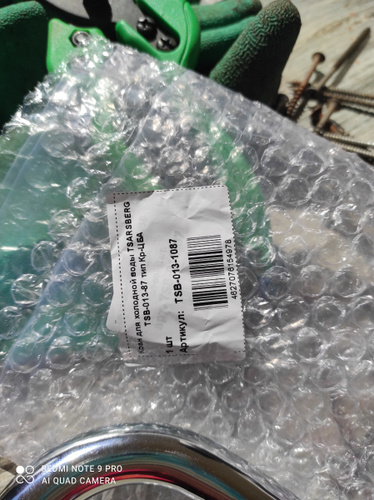 Кран для холодной воды TSARSBERG
TSB-013-87 тип Кр-ЦБА
1 шт
Артикул: TSB-013-1087
4627078154978
REDMI NOTE 9 PRO
AI QUAD CAMERA